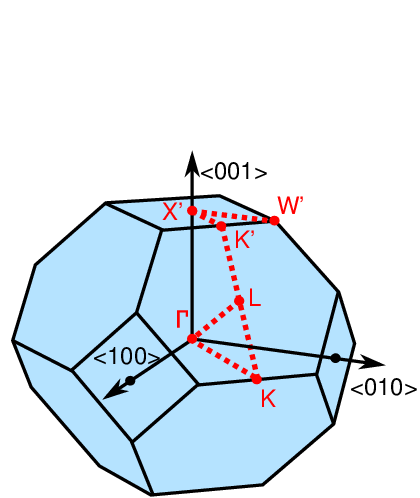 <001>
X’ W’
K’
L
Γ
<100>
<010>
K